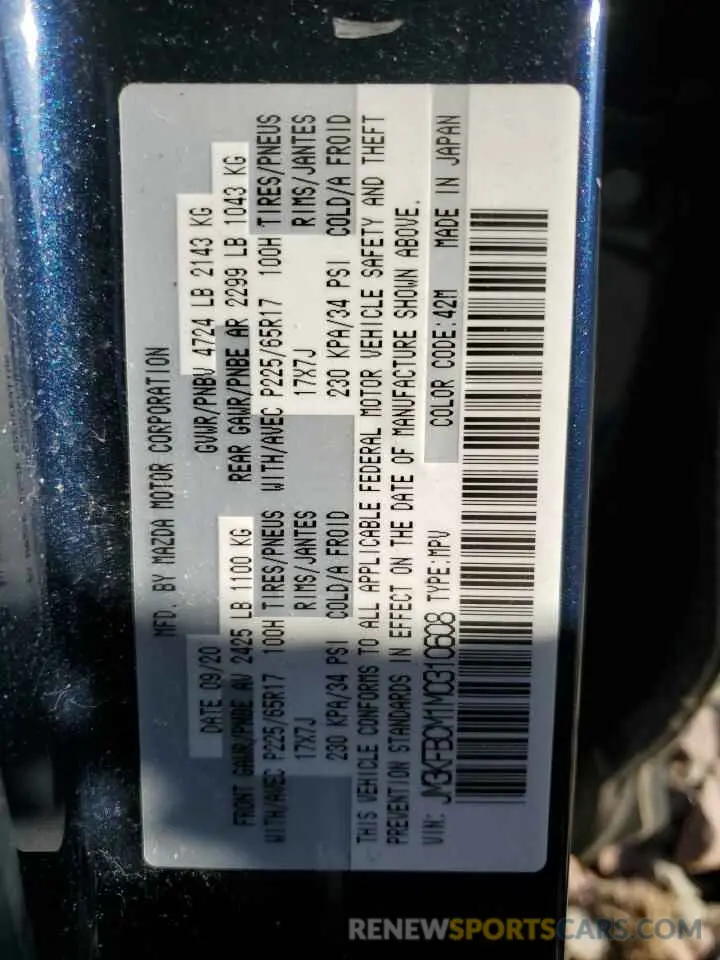 MFD. BY MAZDA MOTOR CORPORATION
DATE 09/20 GVWR/PNBV 4724 LB 2143 KG
FRONT GAWR/PNBE AV 2425 LB 1100 KG REAR GAWR/PNBE AR 2299 LB 1043 KG
WITH/AVEC P225/65R17 100H TIRES/PNEUS WITH/AVEC P225/65R17 100H TIRES/PNEUS
17X7J RIMS/JANTES 17X7J RIMS/JANTES
230 KPA/34 PSI COLD/A FROID 230 KPA/34 PSI COLD/A FROID
THIS VEHICLE CONFORMS TO ALL APPLICABLE FEDERAL MOTOR VEHICLE SAFETY AND THEFT
PREVENTION STANDARDS IN EFFECT ON THE DATE OF MANUFACTURE SHOWN ABOVE.
VIN: JM3KFBCM1M0310608 TYPE:MPV COLOR CODE:42M MADE IN JAPAN
RENEWSPORTSCARS.COM